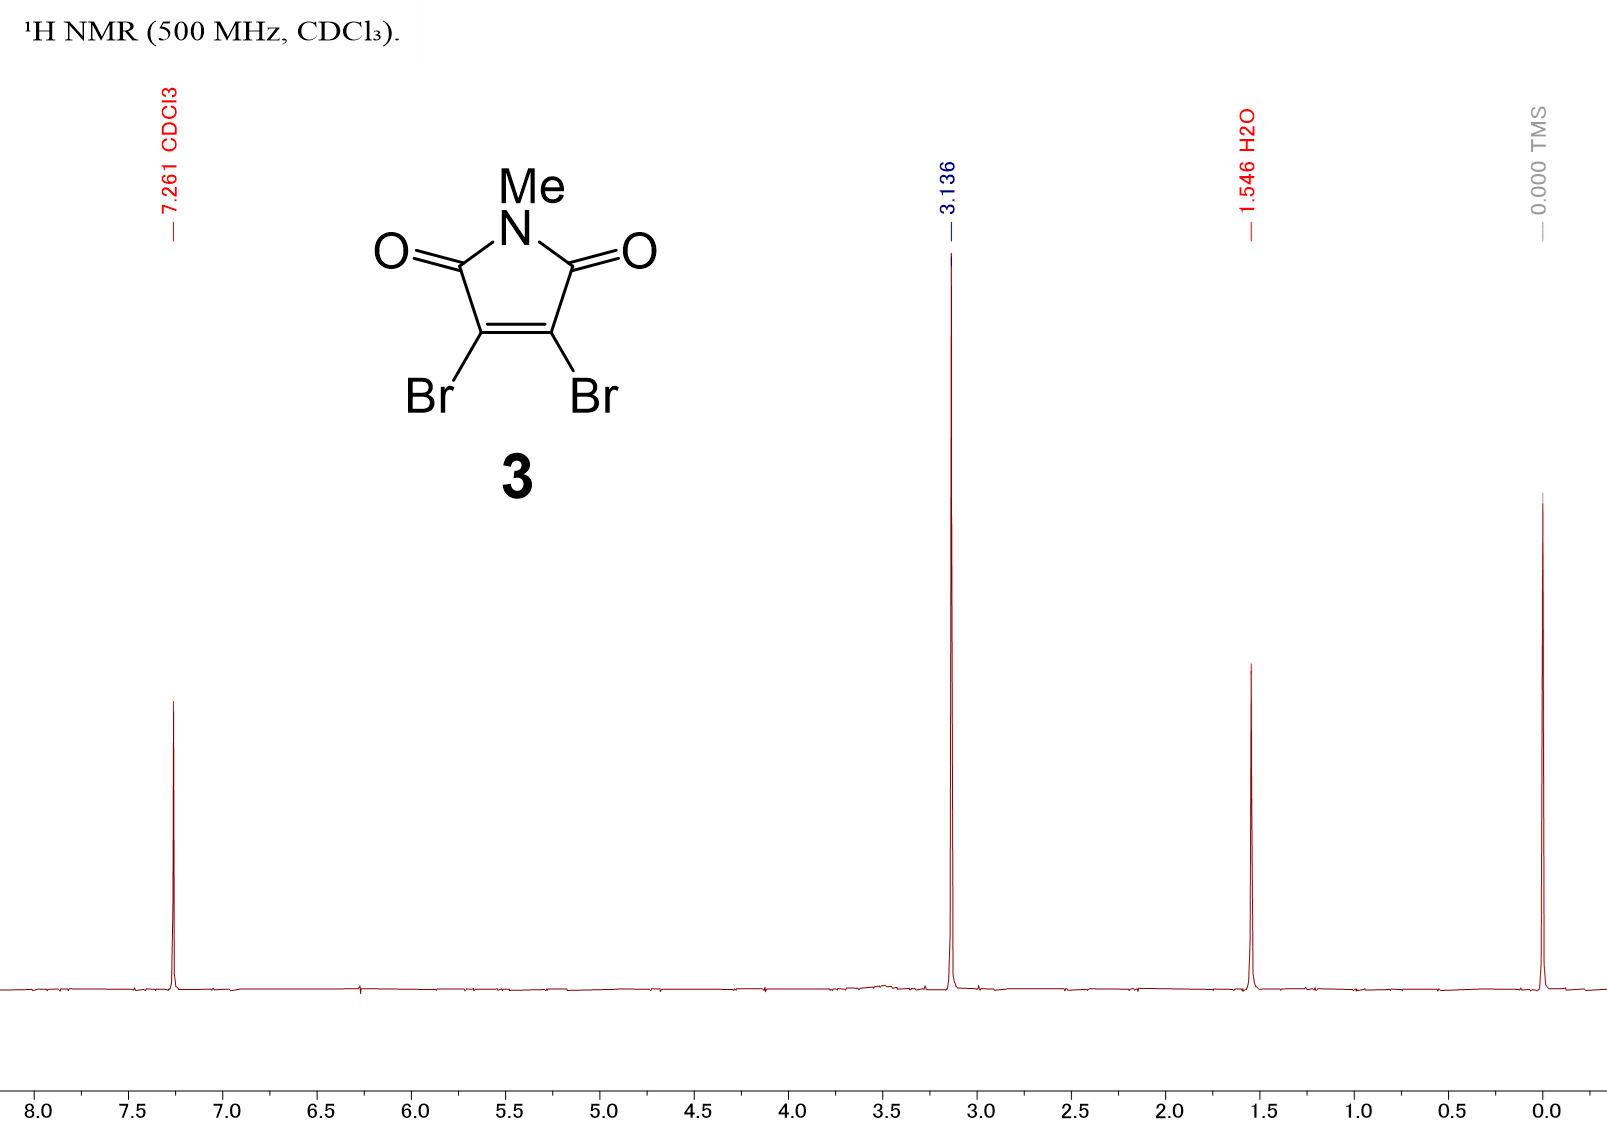 ¹H NMR (500 MHz, CDCl₃).
7.261 CDCl3
3.136
1.546 H2O
0.000 TMS
Me
N
O
O
Br
Br
3
8.0 7.5 7.0 6.5 6.0 5.5 5.0 4.5 4.0 3.5 3.0 2.5 2.0 1.5 1.0 0.5 0.0